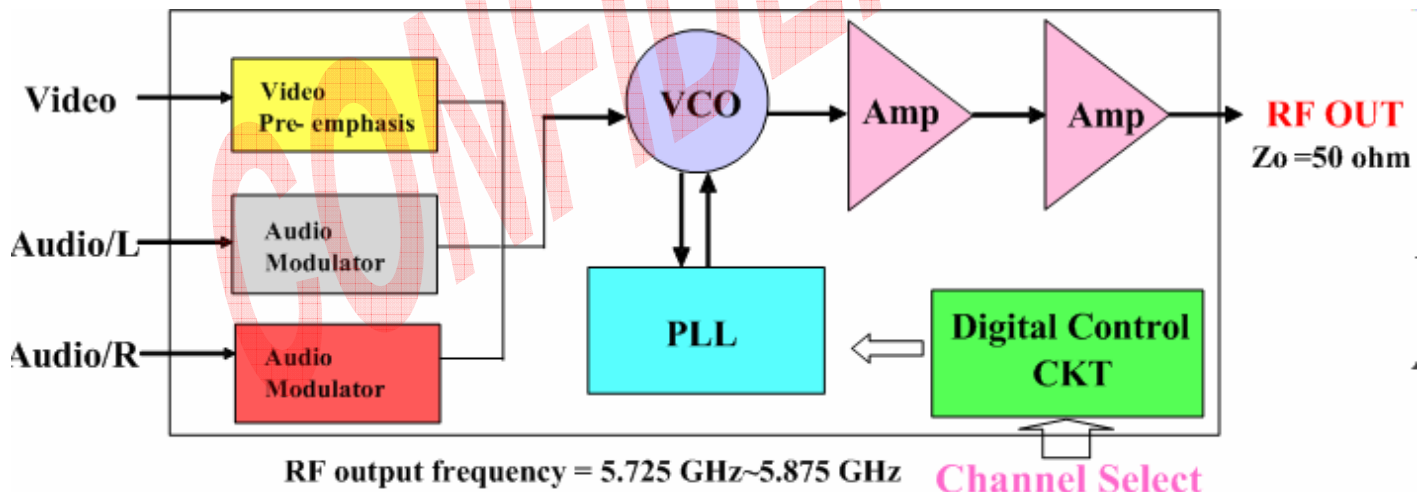 Video
Video
Pre- emphasis
VCO
Amp
Amp
RF OUT
Zo =50 ohm
Audio/L
Audio
Modulator
Audio/R
Audio
Modulator
PLL
Digital Control
CKT
RF output frequency = 5.725 GHz~5.875 GHz
Channel Select